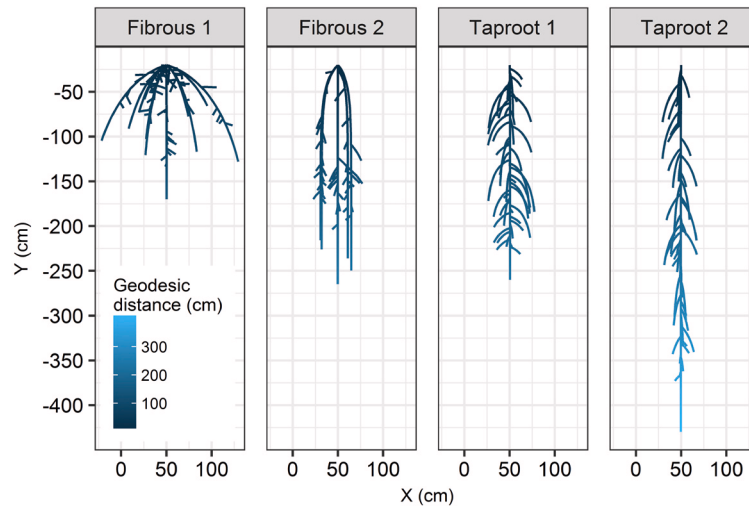 Fibrous 1
Fibrous 2
Taproot 1
Taproot 2
Y (cm)
-50
-100
-150
-200
-250
-300
-350
-400
Geodesic
distance (cm)
300
200
100
0 50 100
0 50 100
0 50 100
0 50 100
X (cm)